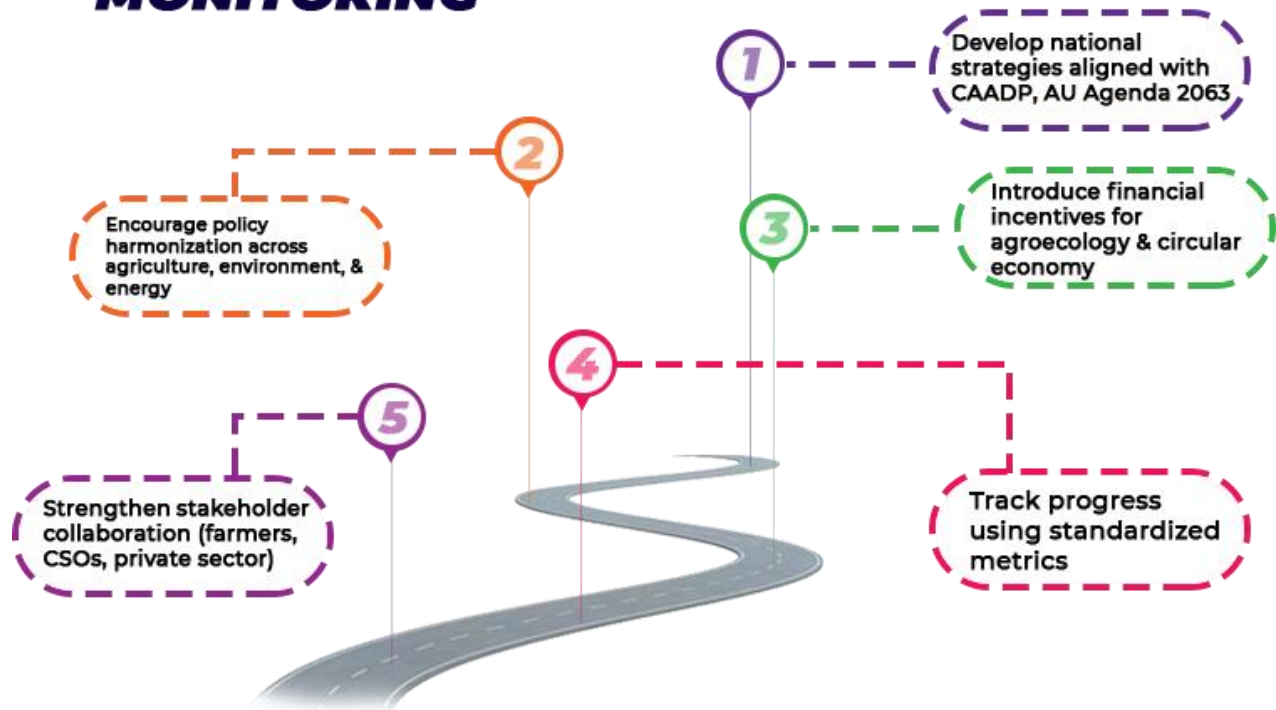 MONITORING
1
Develop national
strategies aligned with
CAADP, AU Agenda 2063
2
Encourage policy
harmonization across
agriculture, environment, &
energy
3
Introduce financial
incentives for
agroecology & circular
economy
4
Track progress
using standardized
metrics
5
Strengthen stakeholder
collaboration (farmers,
CSOs, private sector)